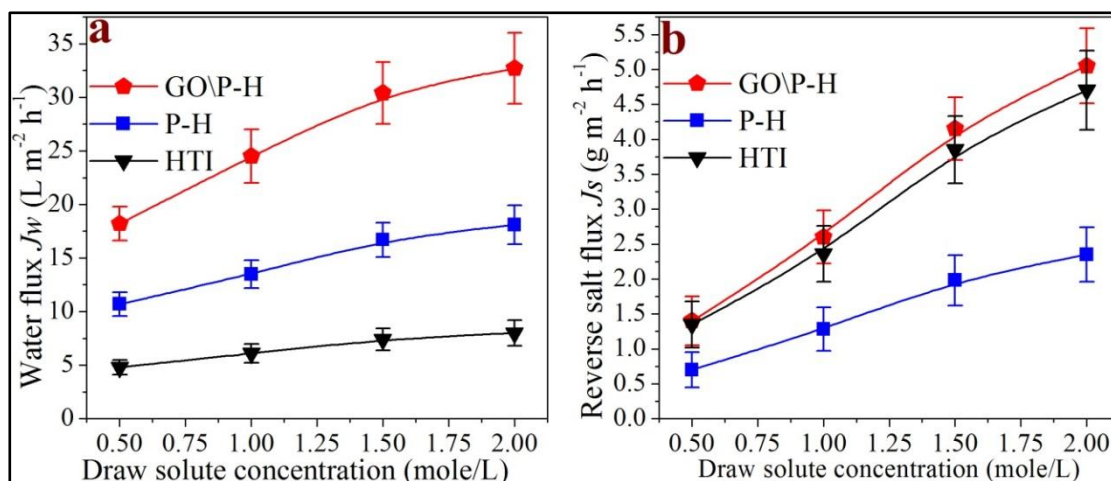 a
Water flux Jw (L m⁻² h⁻¹)
35
30
25
20
15
10
5
0
GO\P-H
P-H
HTI
0.50 0.75 1.00 1.25 1.50 1.75 2.00
Draw solute concentration (mole/L)
b
Reverse salt flux Js (g m⁻² h⁻¹)
5.5
5.0
4.5
4.0
3.5
3.0
2.5
2.0
1.5
1.0
0.5
0.0
GO\P-H
P-H
HTI
0.50 0.75 1.00 1.25 1.50 1.75 2.00
Draw solute concentration (mole/L)